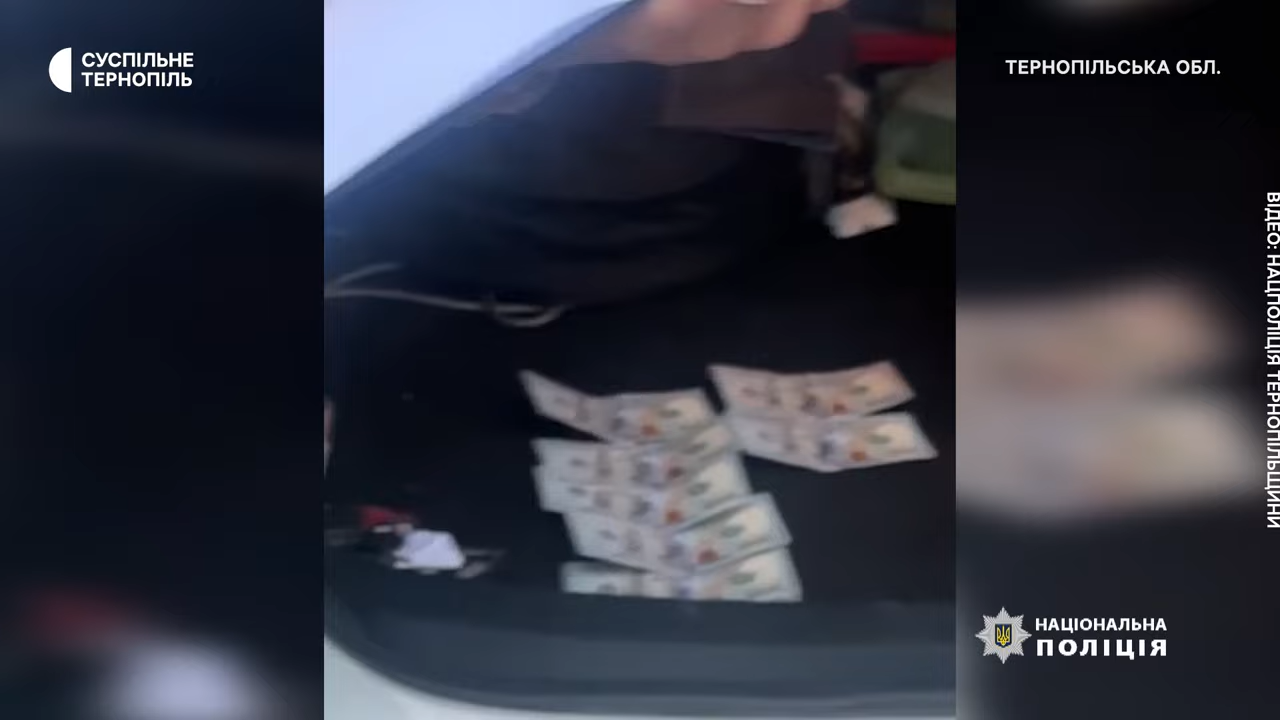 СУСПІЛЬНЕ
ТЕРНОПІЛЬ
ТЕРНОПІЛЬСЬКА ОБЛ.
ВІДЕО: НАЦПОЛІЦІЯ ТЕРНОПІЛЬЩИНИ
НАЦІОНАЛЬНА
ПОЛІЦІЯ